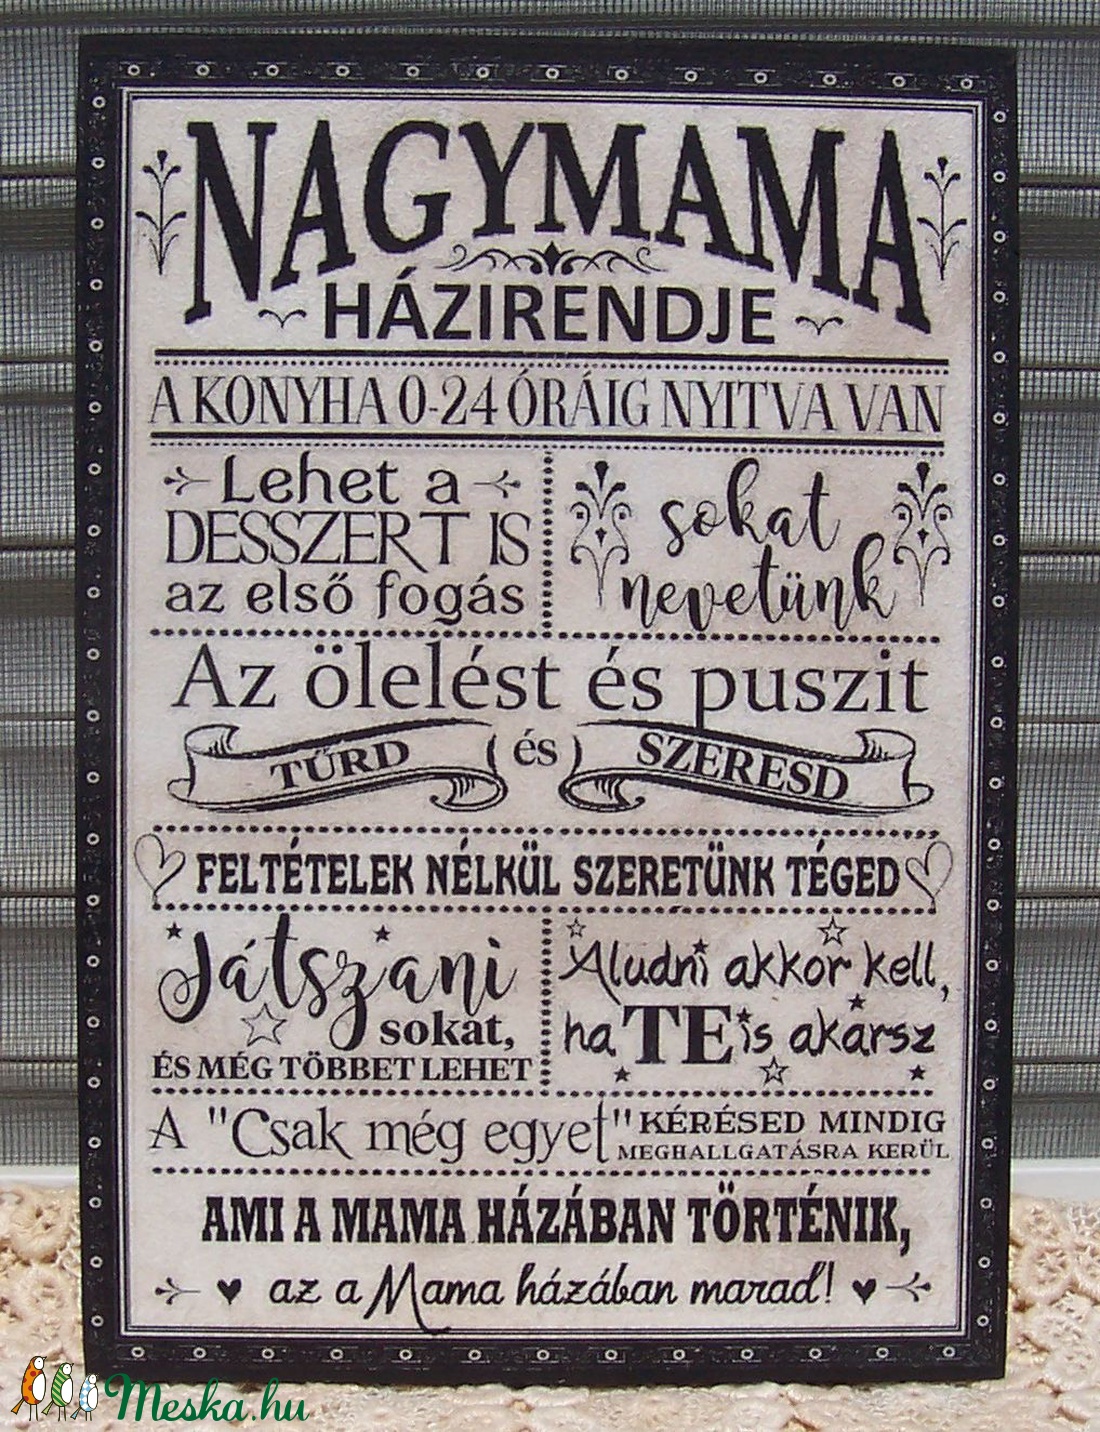 NAGYMAMA
HÁZIRENDJE
A KONYHA 0-24 ÓRÁIG NYITVA VAN
Lehet a
DESSZERT IS
az első fogás
sokat
nevetünk
Az ölelést és puszit
TŰRD és SZERESD
FELTÉTELEK NÉLKÜL SZERETÜNK TÉGED
Játszani
sokat,
ÉS MÉG TÖBBET LEHET
Aludni akkor kell,
ha TE is akarsz
A "Csak még egyet" KÉRÉSED MINDIG
MEGHALLGATÁSRA KERÜL
AMI A MAMA HÁZÁBAN TÖRTÉNIK,
az a Mama házában marad!
Meska.hu